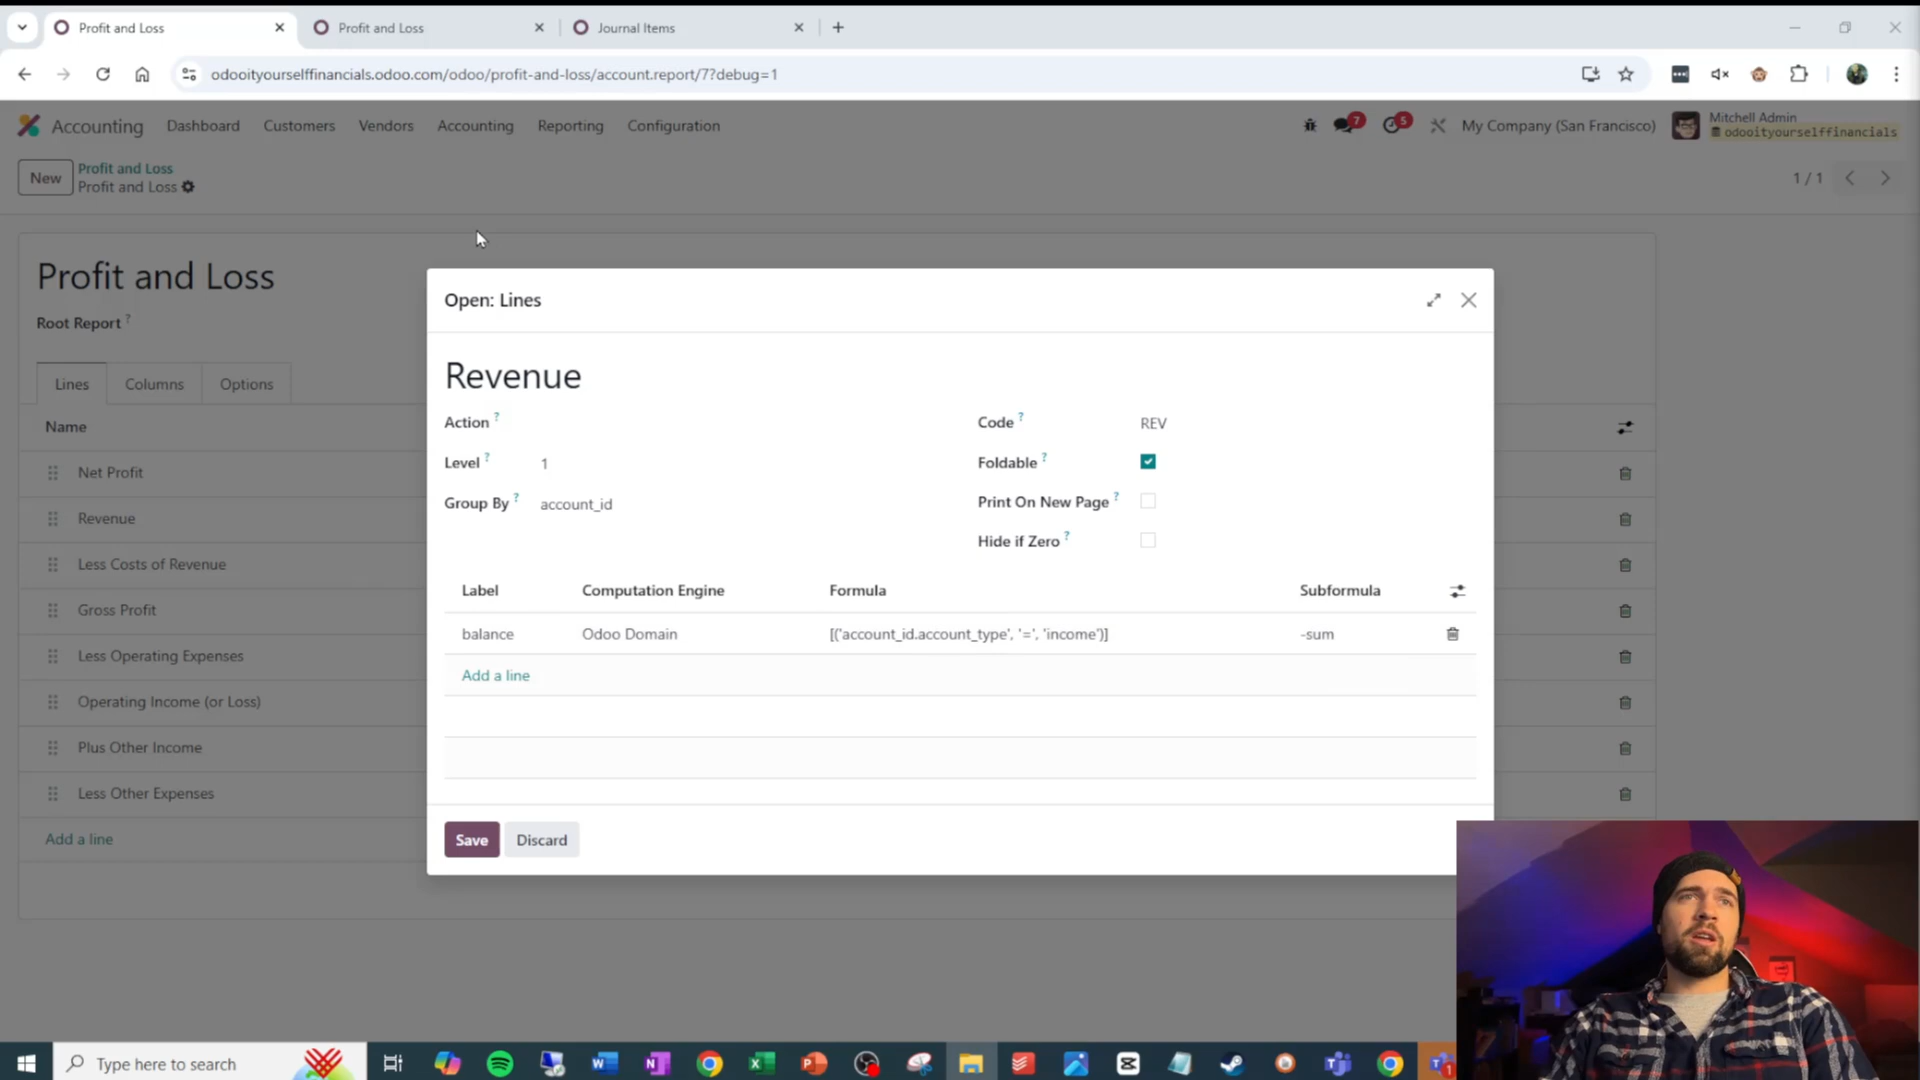 Profit and Loss
Profit and Loss
Journal Items
odooityourselffinancials.odoo.com/odoo/profit-and-loss/account.report/7?debug=1
Accounting
Dashboard
Customers
Vendors
Accounting
Reporting
Configuration
7
5
My Company (San Francisco)
Mitchell Admin
odooityourselffinancials
New
Profit and Loss
Profit and Loss
1 / 1
Profit and Loss
Root Report ?
Lines
Columns
Options
Name
Net Profit
Revenue
Less Costs of Revenue
Gross Profit
Less Operating Expenses
Operating Income (or Loss)
Plus Other Income
Less Other Expenses
Add a line
Open: Lines
Revenue
Action ?
Level ? 1
Group By ? account_id
Code ? REV
Foldable ?
Print On New Page ?
Hide if Zero ?
Label Computation Engine Formula Subformula
balance Odoo Domain [('account_id.account_type', '=', 'income')] -sum
Add a line
Save
Discard
Type here to search
1